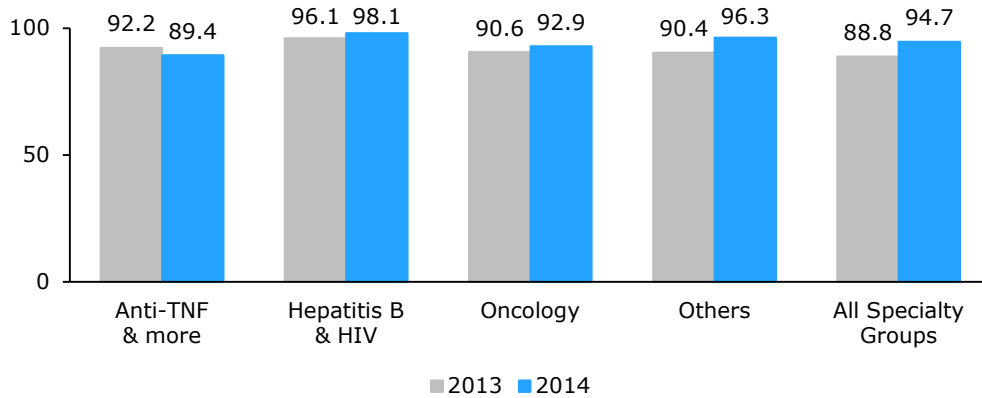 92.2 89.4 96.1 98.1 90.6 92.9 90.4 96.3 88.8 94.7
100
50
0
Anti-TNF & more
Hepatitis B & HIV
Oncology
Others
All Specialty Groups
2013 2014